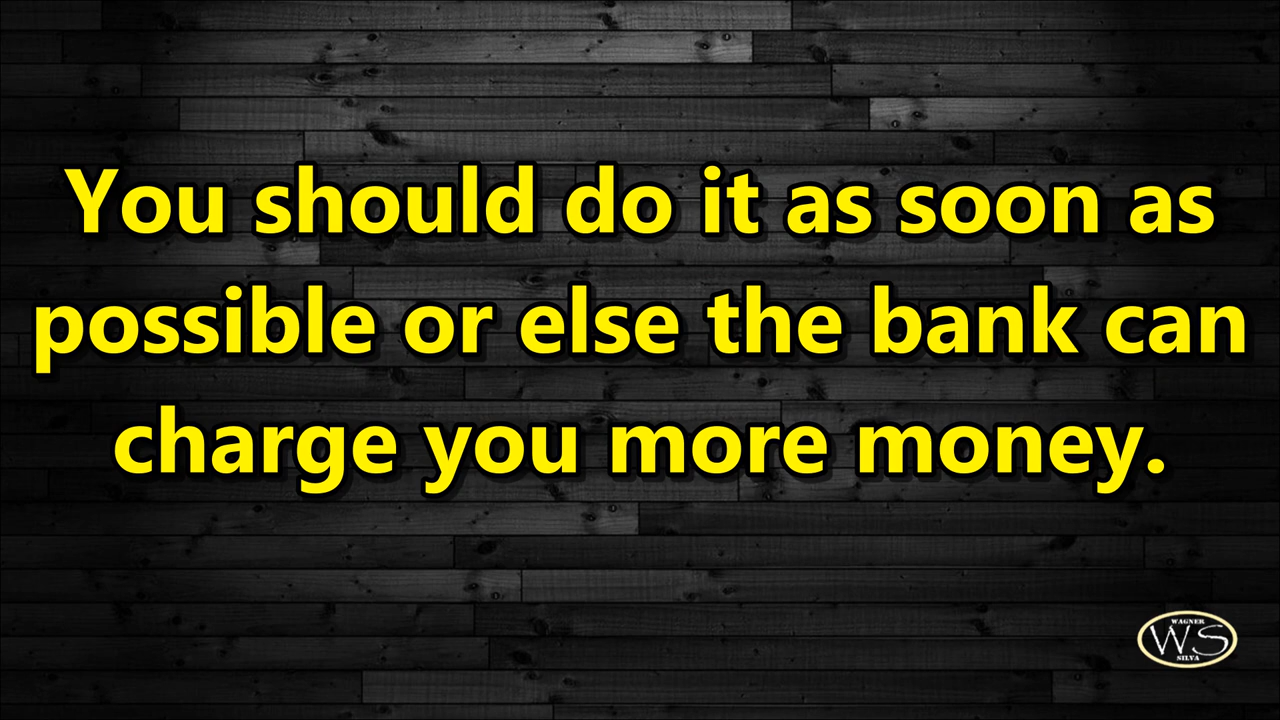 You should do it as soon as
possible or else the bank can
charge you more money.
WAGNER
WS
SILVA